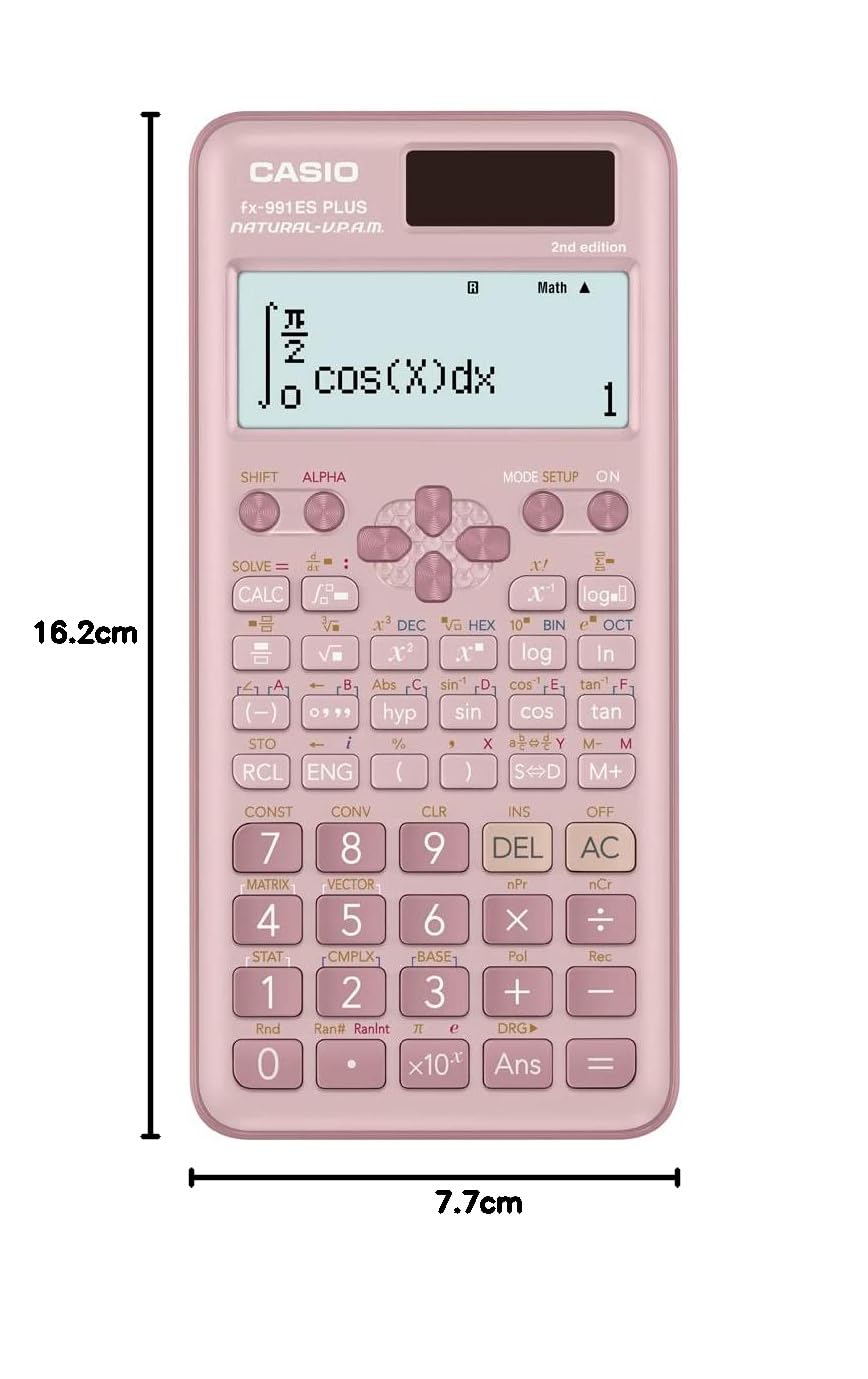 CASIO
fx-991ES PLUS
NATURAL-V.P.A.M.
2nd edition
R Math ▲
∫ π/2 0 cos(X)dx
1
SHIFT ALPHA MODE SETUP ON
SOLVE = d/dx■ : x! Σ■
CALC ∫□■ x⁻¹ log■□
■□/□ ³√■ x³ DEC ■√□ HEX 10■ BIN e■ OCT
■/□ √■ x² x■ log ln
∠ A ← B Abs C sin⁻¹ D cos⁻¹ E tan⁻¹ F
(−) °,,, hyp sin cos tan
STO ← i % , X a b/c⇔d/c Y M− M
RCL ENG ( ) S⇔D M+
CONST CONV CLR INS OFF
7 8 9 DEL AC
MATRIX VECTOR nPr nCr
4 5 6 × ÷
STAT CMPLX BASE Pol Rec
1 2 3 + −
Rnd Ran# RanInt π e DRG▶
0 • ×10ˣ Ans =
16.2cm
7.7cm